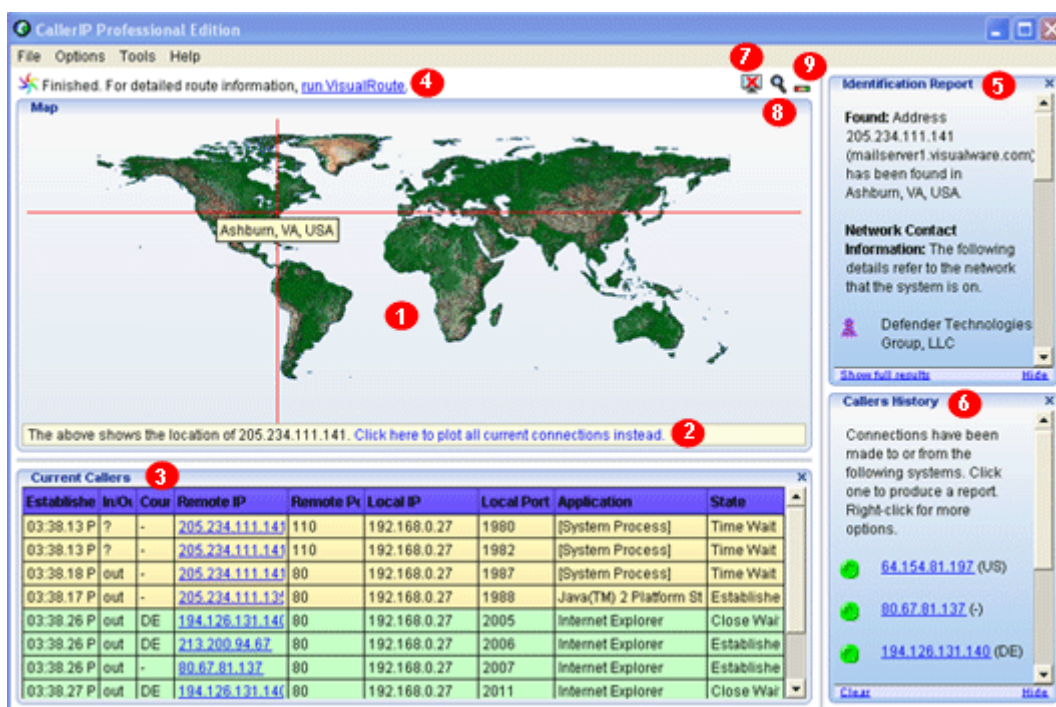 CallerIP Professional Edition
File Options Tools Help
Finished. For detailed route information, run VisualRoute. 4
7
9
8
Map
Ashburn, VA, USA
1
The above shows the location of 205.234.111.141. Click here to plot all current connections instead. 2
Current Callers 3
Establishe In/Ou Cour Remote IP Remote Po Local IP Local Port Application State
03:38.13 P ? - 205.234.111.141 110 192.168.0.27 1980 [System Process] Time Wait
03:38.13 P ? - 205.234.111.141 110 192.168.0.27 1982 [System Process] Time Wait
03:38.18 P out - 205.234.111.141 80 192.168.0.27 1987 [System Process] Time Wait
03:38.17 P out - 80 192.168.0.27 1988 Java(TM) 2 Platform St Establishe
03:38.26 P out DE 194.126.131.140 80 192.168.0.27 2005 Internet Explorer Close Wair
03:38.26 P out DE 213.200.94.67 80 192.168.0.27 2006 Internet Explorer Establishe
03:38.26 P out - 80.67.81.137 80 192.168.0.27 2007 Internet Explorer Establishe
03:38.27 P out DE 194.126.131.140 80 192.168.0.27 2011 Internet Explorer Close Wair
Identification Report 5
Found: Address
205.234.111.141
(mailserver1.visualware.com)
has been found in
Ashburn, VA, USA.
Network Contact
Information: The following
details refer to the network
that the system is on.
Defender Technologies
Group, LLC
Show full results Hide
Callers History 6
Connections have been
made to or from the
following systems. Click
one to produce a report.
Right-click for more
options.
64.154.81.197 (US)
80.67.81.137 (-)
194.126.131.140 (DE)
Clear Hide